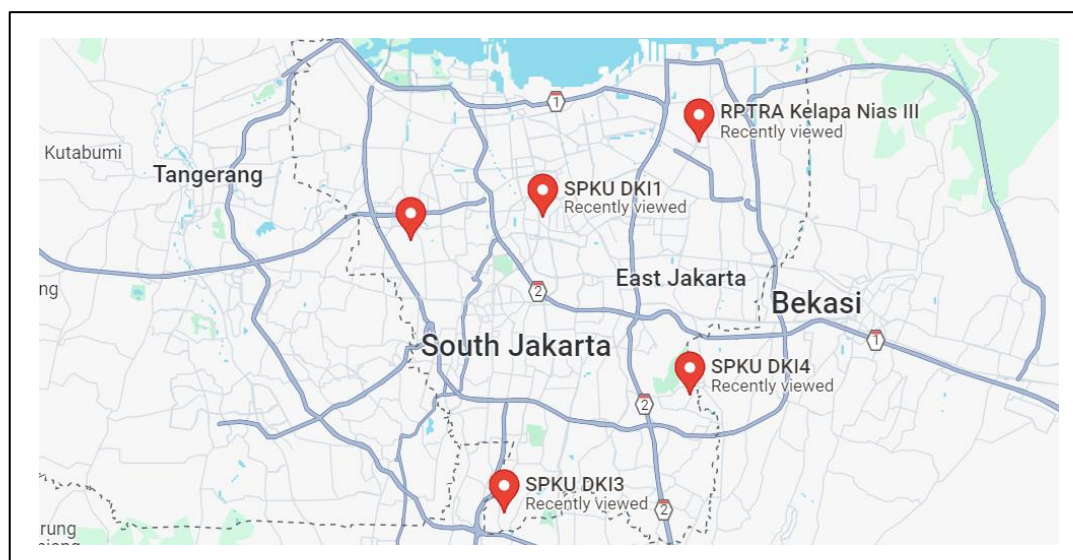 1
RPTRA Kelapa Nias III
Recently viewed
Kutabumi
Tangerang
SPKU DKI1
Recently viewed
East Jakarta
ng
2
Bekasi
South Jakarta
1
SPKU DKI4
Recently viewed
2
SPKU DKI3
Recently viewed
2
rung